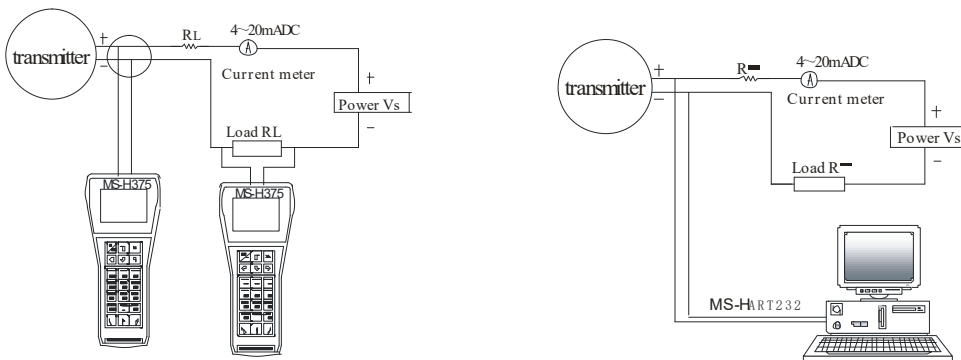 transmitter
+
−
RL
4～20mADC
A
Current meter
+
Power Vs
−
Load RL
MS-H375
MS-H375
transmitter
+
−
R
4～20mADC
A
Current meter
+
Power Vs
−
Load R
MS-HART232